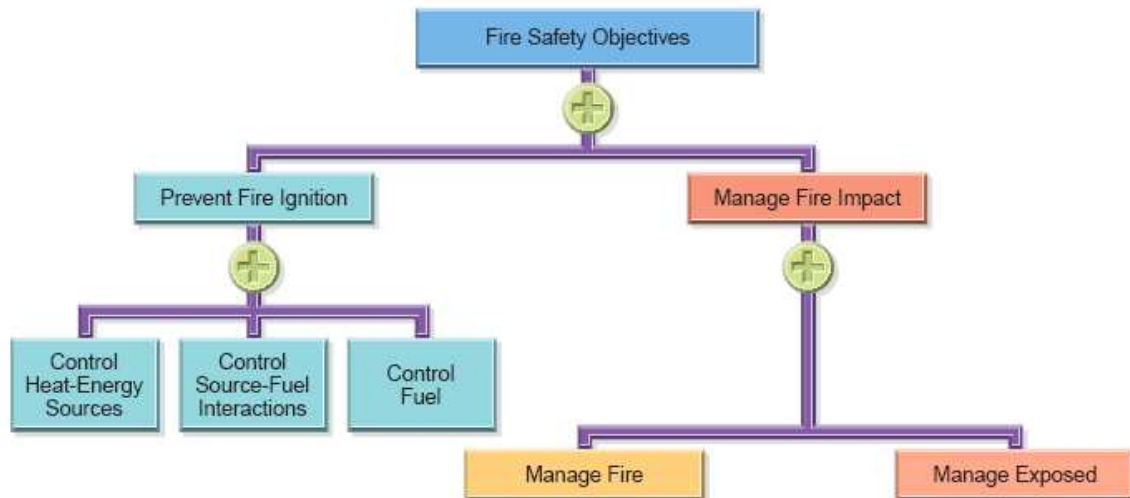 Fire Safety Objectives
Prevent Fire Ignition
Manage Fire Impact
Control
Heat-Energy
Sources
Control
Source-Fuel
Interactions
Control
Fuel
Manage Fire
Manage Exposed